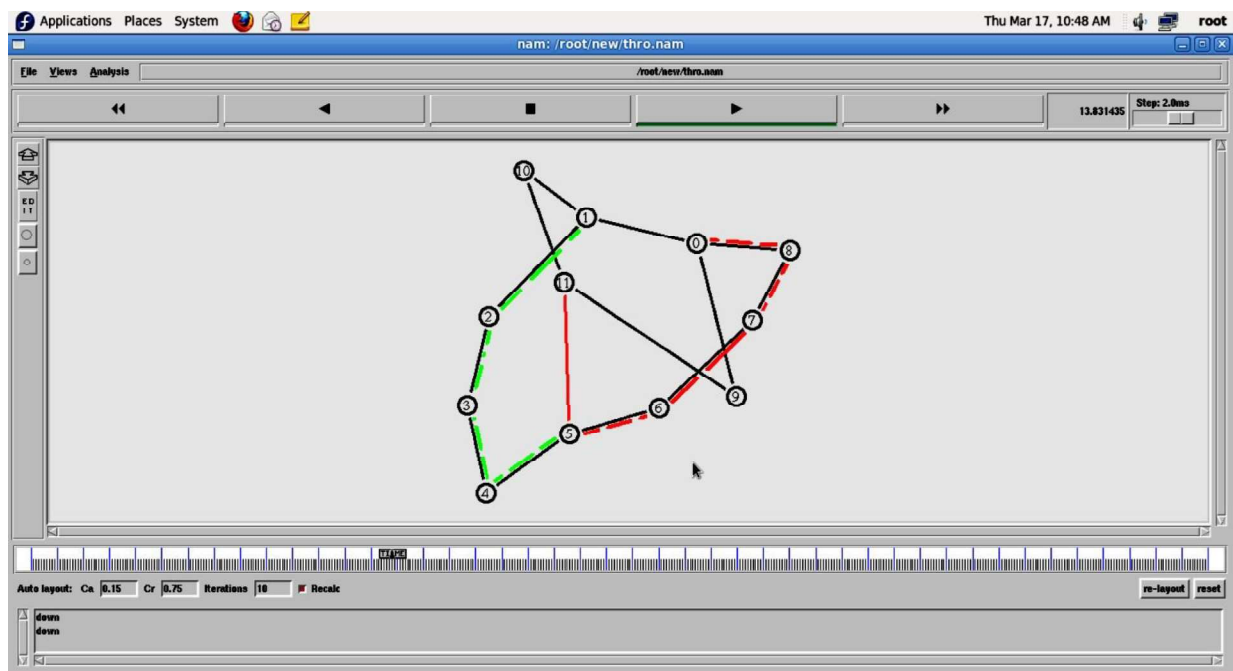 Applications Places System Thu Mar 17, 10:48 AM root
nam: /root/new/thro.nam
File Views Analysis /root/new/thro.nam
13.831435 Step: 2.0ms
E D
I T
10
1
0
8
11
2
7
9
3
6
5
4
TIME
Auto layout: Ca 0.15 Cr 0.75 Iterations 10 Recalc re-layout reset
down
down